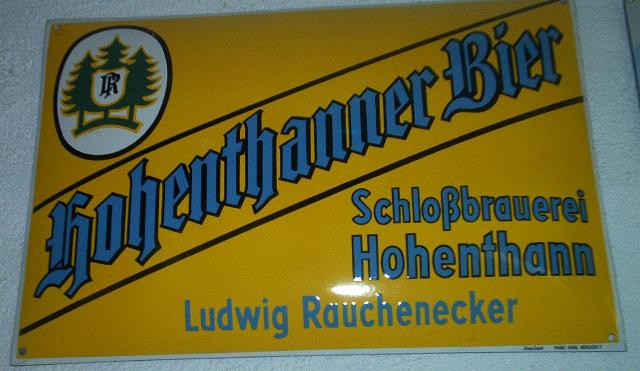 Hohenthanner Bier
Schloßbrauerei
Hohenthann
Ludwig Rauchenecker